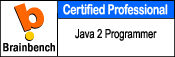 Certified Professional
Java 2 Programmer
Brainbench